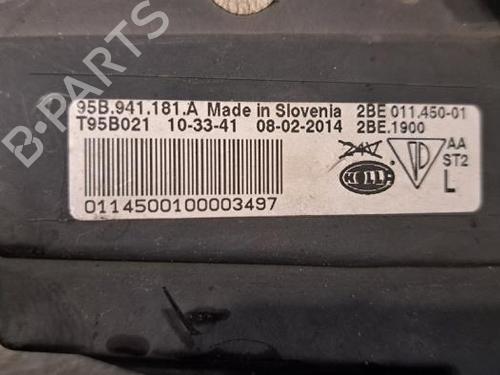 95B.941.181.A Made in Slovenia 2BE 011.450-01
T95B021 10-33-41 08-02-2014 2BE.1900
24V AA
ST2
L
0114500100003497
B-PARTS